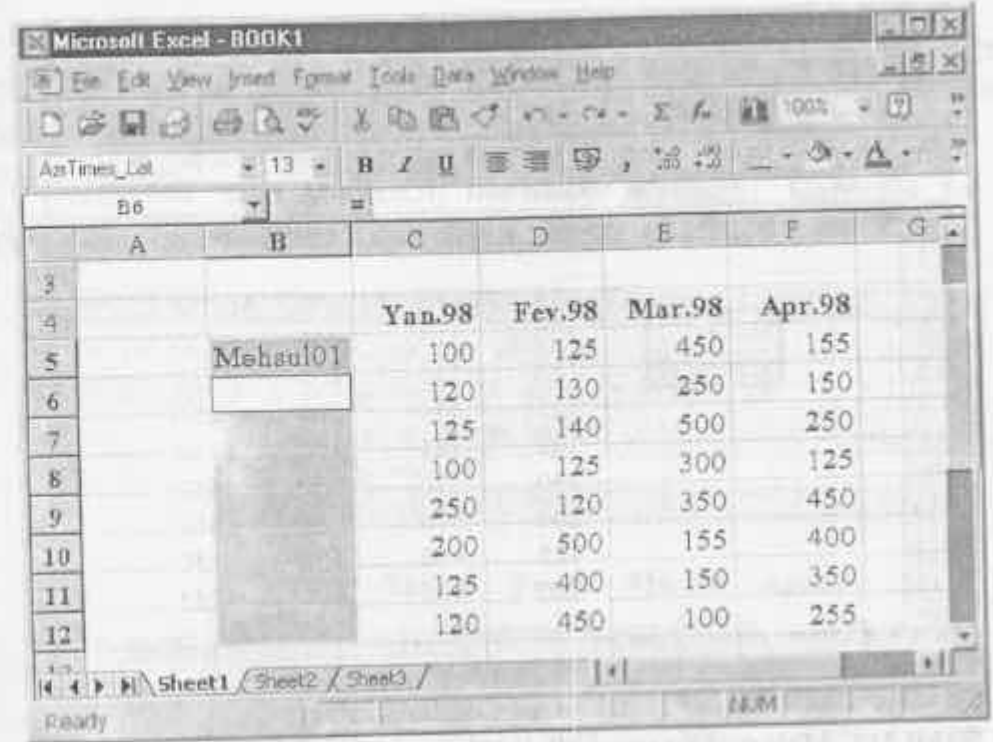 Microsoft Excel - BOOK1
File Edit View Insert Format Tools Data Window Help
100%
AzsTimes_Lat 13 B I U
B6 =
A B C D E F G
3
4 Yan.98 Fev.98 Mar.98 Apr.98
5 Məhsul01 100 125 450 155
6 120 130 250 150
7 125 140 500 250
8 100 125 300 125
9 250 120 350 450
10 200 500 155 400
11 125 400 150 350
12 120 450 100 255
Sheet1 Sheet2 Sheet3
Ready NUM